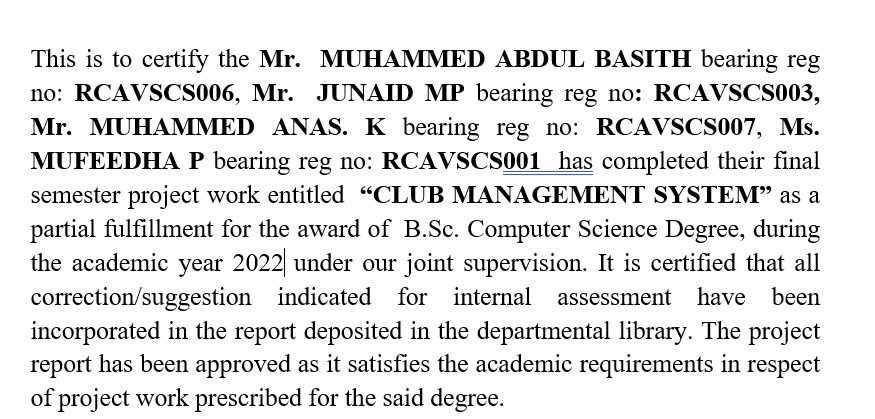 This is to certify the Mr. MUHAMMED ABDUL BASITH bearing reg
no: RCAVSCS006, Mr. JUNAID MP bearing reg no: RCAVSCS003,
Mr. MUHAMMED ANAS. K bearing reg no: RCAVSCS007, Ms.
MUFEEDHA P bearing reg no: RCAVSCS001 has completed their final
semester project work entitled “CLUB MANAGEMENT SYSTEM” as a
partial fulfillment for the award of B.Sc. Computer Science Degree, during
the academic year 2022 under our joint supervision. It is certified that all
correction/suggestion indicated for internal assessment have been
incorporated in the report deposited in the departmental library. The project
report has been approved as it satisfies the academic requirements in respect
of project work prescribed for the said degree.